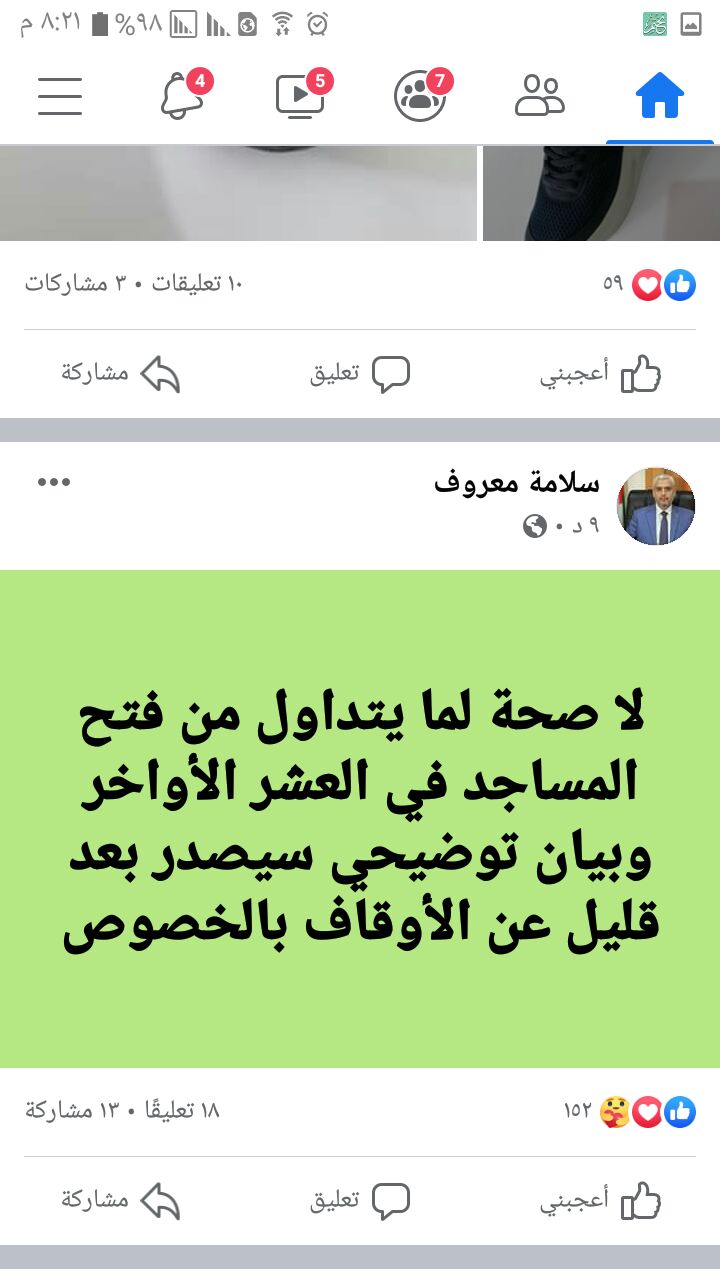 ٨:٢١ م
%٩٨
4
5
7
٥٩
١٠ تعليقات • ٣ مشاركات
أعجبني
تعليق
مشاركة
سلامة معروف
٩ د •
لا صحة لما يتداول من فتح
المساجد في العشر الأواخر
وبيان توضيحي سيصدر بعد
قليل عن الأوقاف بالخصوص
١٥٢
١٨ تعليقًا • ١٣ مشاركة
أعجبني
تعليق
مشاركة